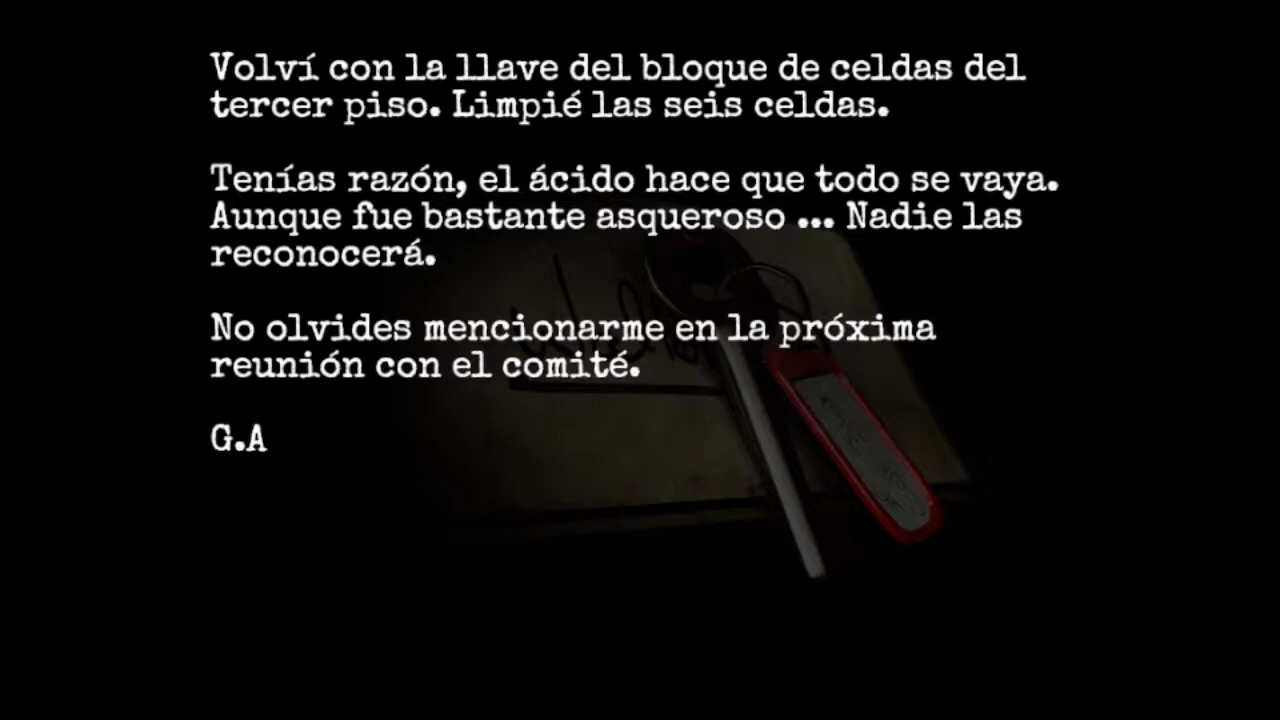 Volví con la llave del bloque de celdas del
tercer piso. Limpié las seis celdas.
Tenías razón, el ácido hace que todo se vaya.
Aunque fue bastante asqueroso ... Nadie las
reconocerá.
No olvides mencionarme en la próxima
reunión con el comité.
G.A